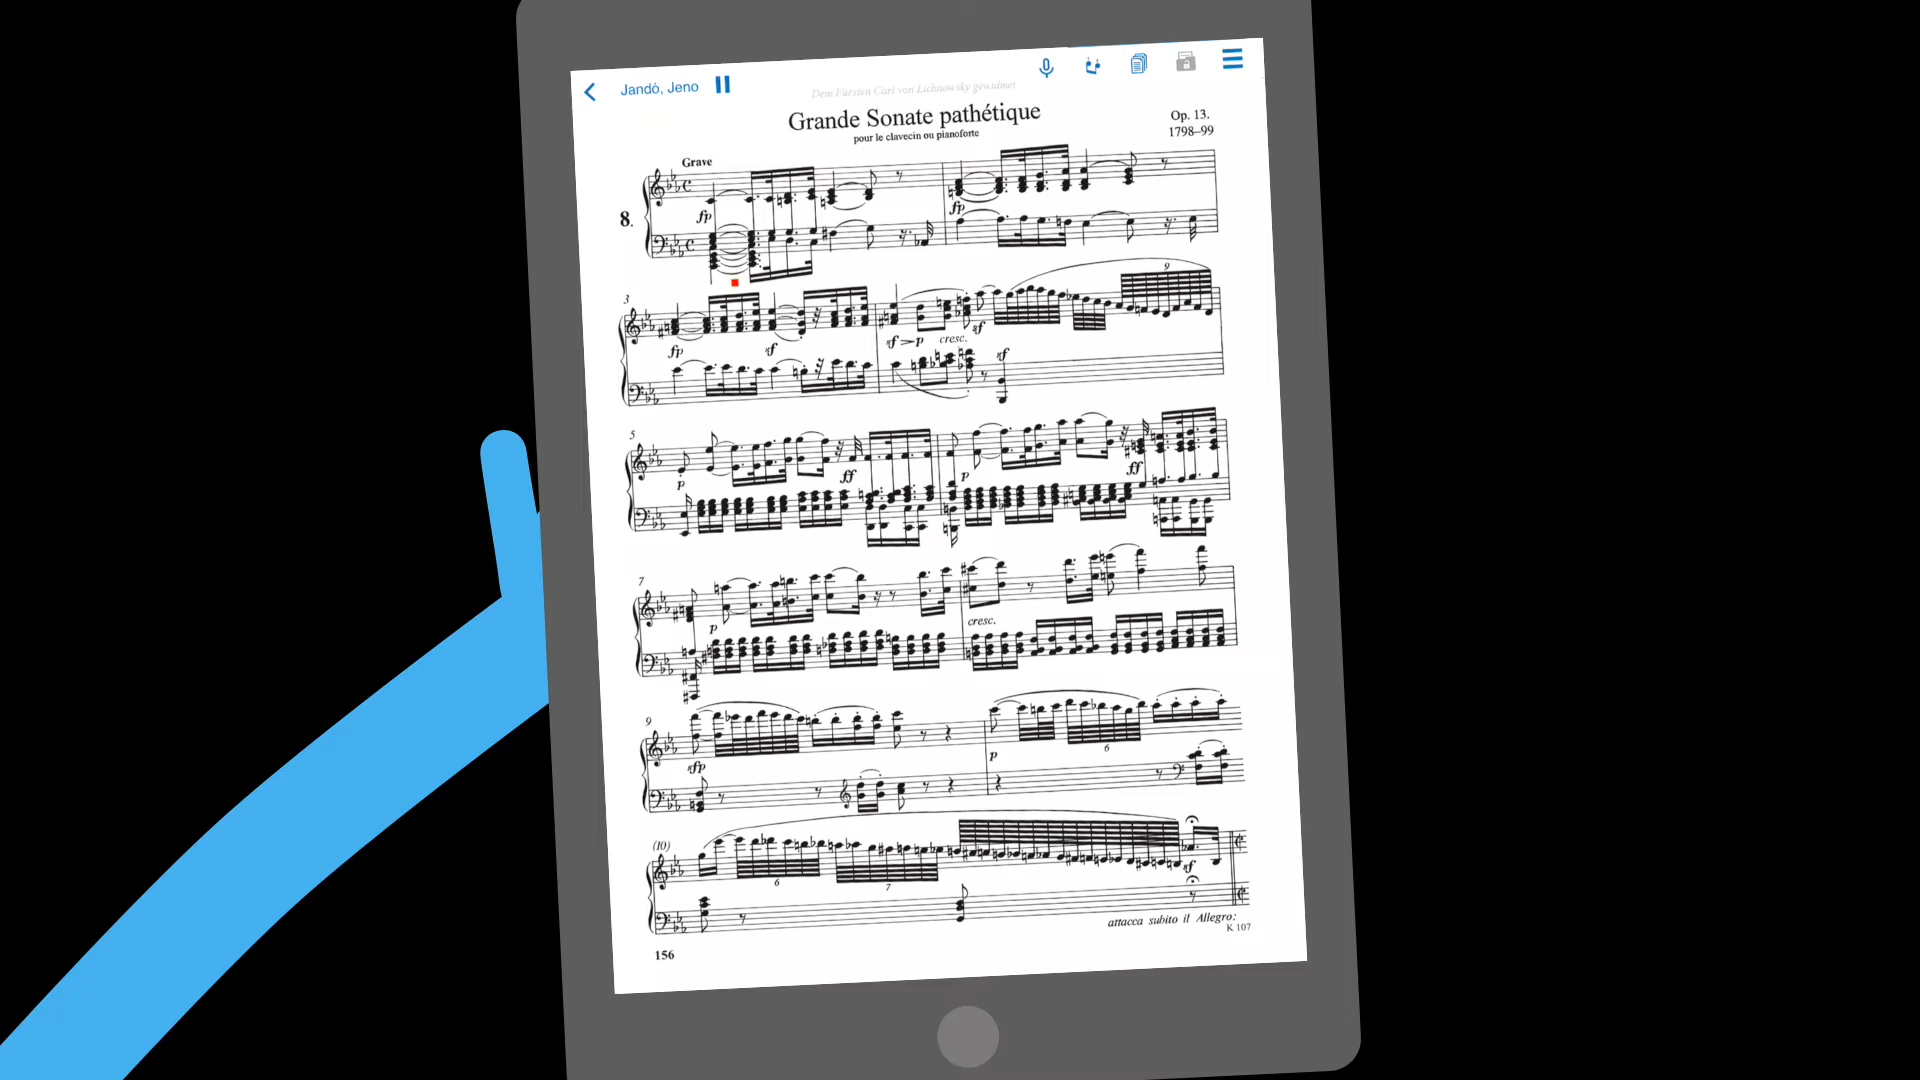 Jandó, Jeno
Dem Fürsten Carl von Lichnowsky gewidmet
Grande Sonate pathétique
pour le clavecin ou pianoforte
Op. 13.
1798–99
Grave
8.
fp
fp
3
9
fp
sf
sf>p
cresc.
sf
sf
5
p
ff
p
ff
7
p
cresc.
9
sfp
p
6
(10)
6
7
sf
attacca subito il Allegro:
K 107
156